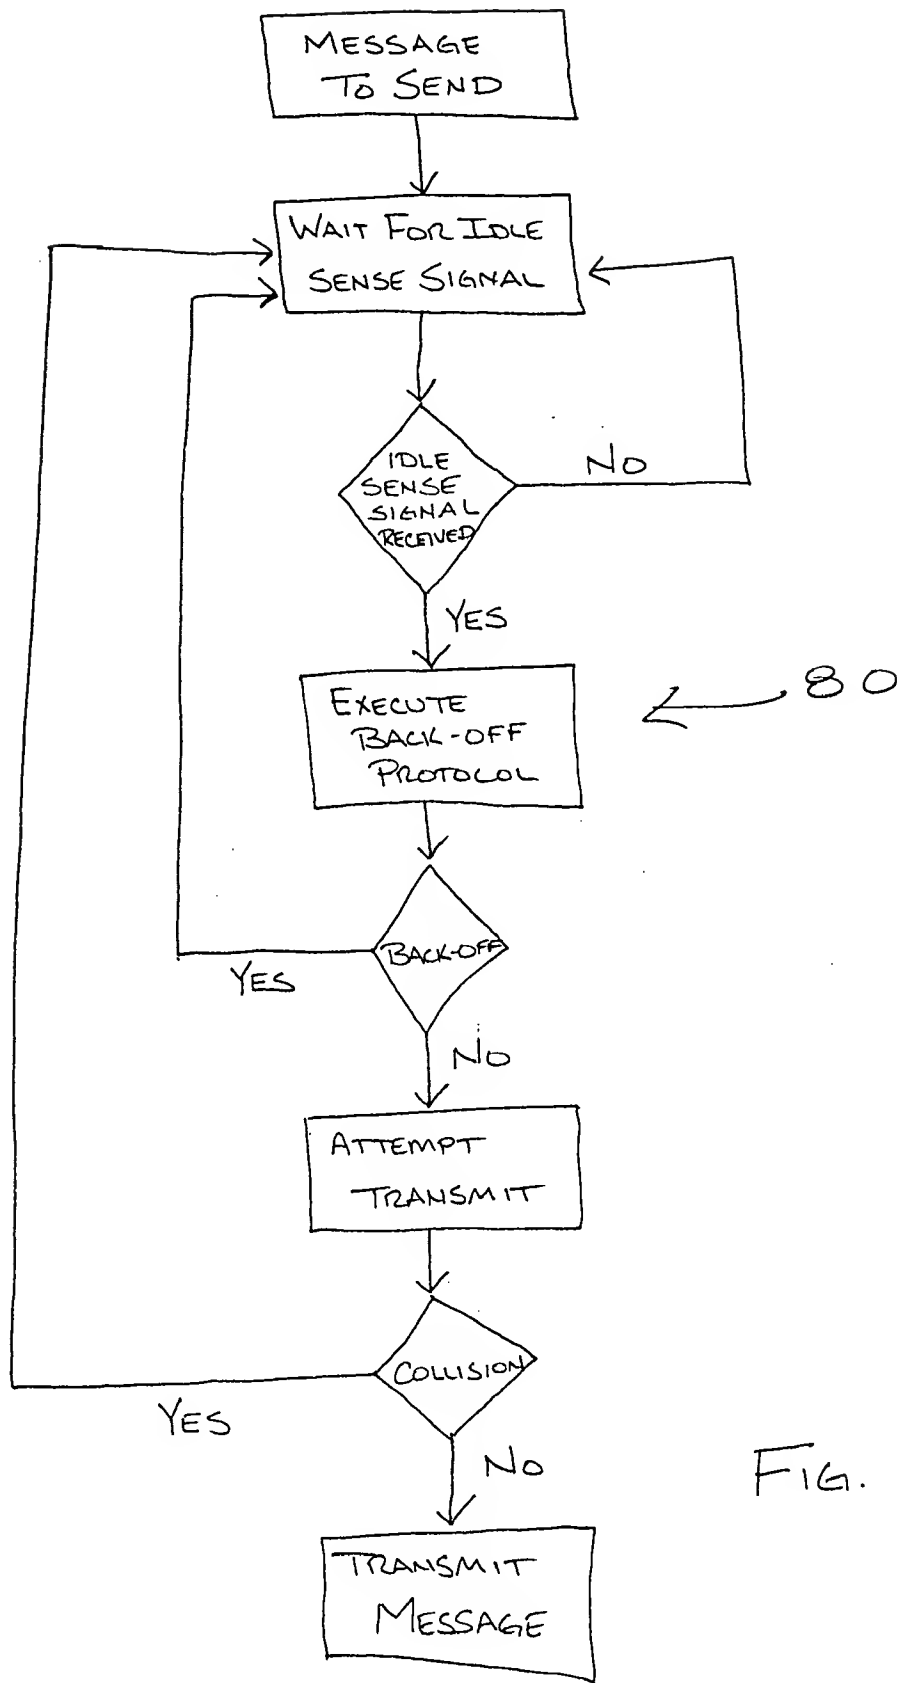 MESSAGE
TO SEND
WAIT FOR IDLE
SENSE SIGNAL
IDLE
SENSE
SIGNAL
RECEIVED
NO
YES
EXECUTE
BACK-OFF
PROTOCOL
80
BACK-OFF
YES
NO
ATTEMPT
TRANSMIT
COLLISION
YES
NO
FIG.
TRANSMIT
MESSAGE